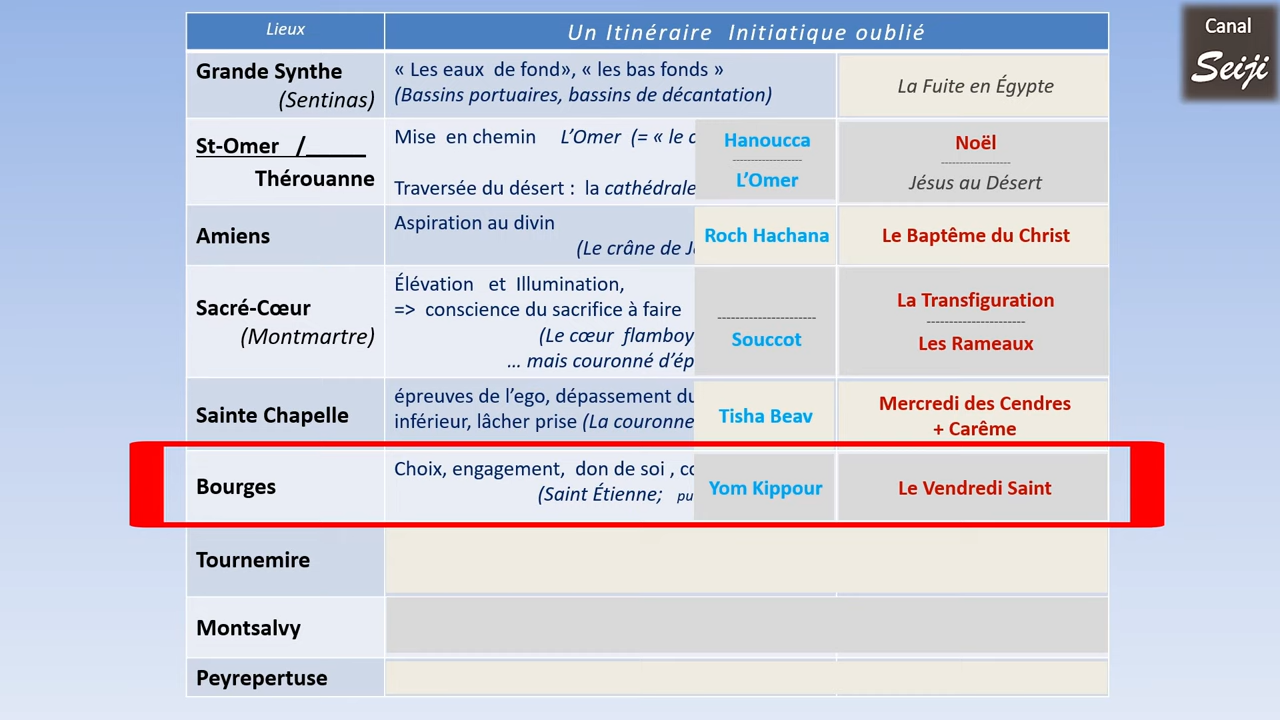 Lieux
Un Itinéraire Initiatique oublié
Canal
Seiji
Grande Synthe
(Sentinas)
« Les eaux de fond», « les bas fonds »
(Bassins portuaires, bassins de décantation)
La Fuite en Égypte
St-Omer /_____
Thérouanne
Mise en chemin L’Omer (= « le
Traversée du désert : la cathédrale
Hanoucca
L’Omer
Noël
Jésus au Désert
Amiens
Aspiration au divin
(Le crâne de
Roch Hachana
Le Baptême du Christ
Sacré-Cœur
(Montmartre)
Élévation et Illumination,
=> conscience du sacrifice à faire
(Le cœur flamboy
... mais couronné d’ép
Souccot
La Transfiguration
Les Rameaux
Sainte Chapelle
épreuves de l’ego, dépassement du
inférieur, lâcher prise (La couronne
Tisha Beav
Mercredi des Cendres
+ Carême
Bourges
Choix, engagement, don de soi , co
(Saint Étienne; pu
Yom Kippour
Le Vendredi Saint
Tournemire
Montsalvy
Peyrepertuse